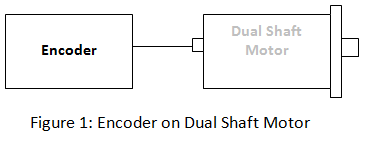 Encoder
Dual Shaft
Motor
Figure 1: Encoder on Dual Shaft Motor